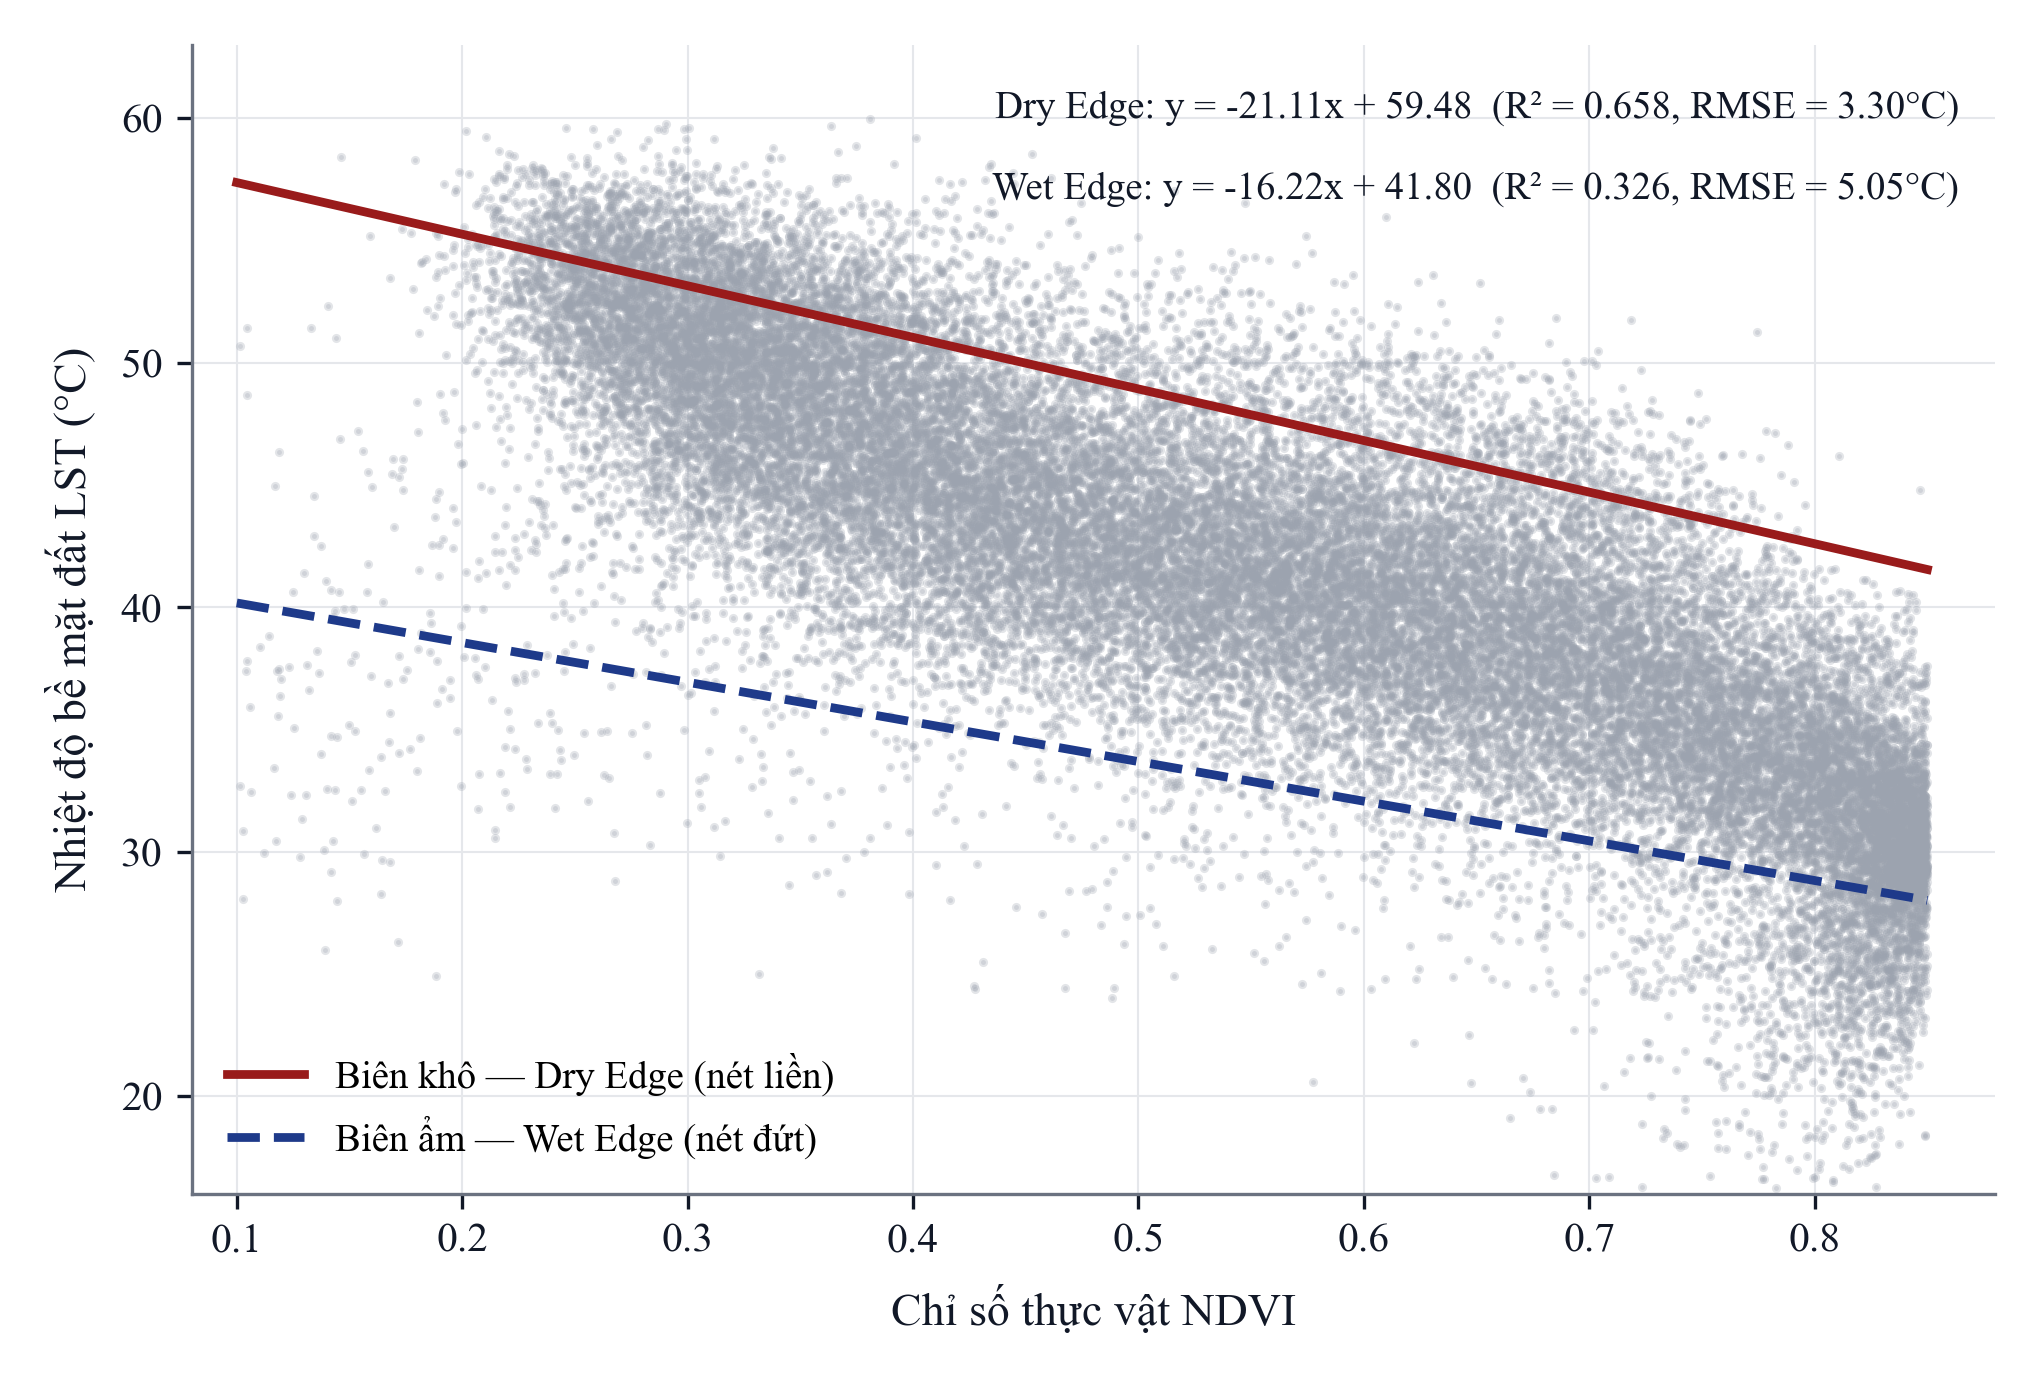 Dry Edge: y = -21.11x + 59.48 (R² = 0.658, RMSE = 3.30°C)
Wet Edge: y = -16.22x + 41.80 (R² = 0.326, RMSE = 5.05°C)
Nhiệt độ bề mặt đất LST (°C)
60
50
40
30
20
Biên khô — Dry Edge (nét liền)
Biên ẩm — Wet Edge (nét đứt)
0.1 0.2 0.3 0.4 0.5 0.6 0.7 0.8
Chỉ số thực vật NDVI